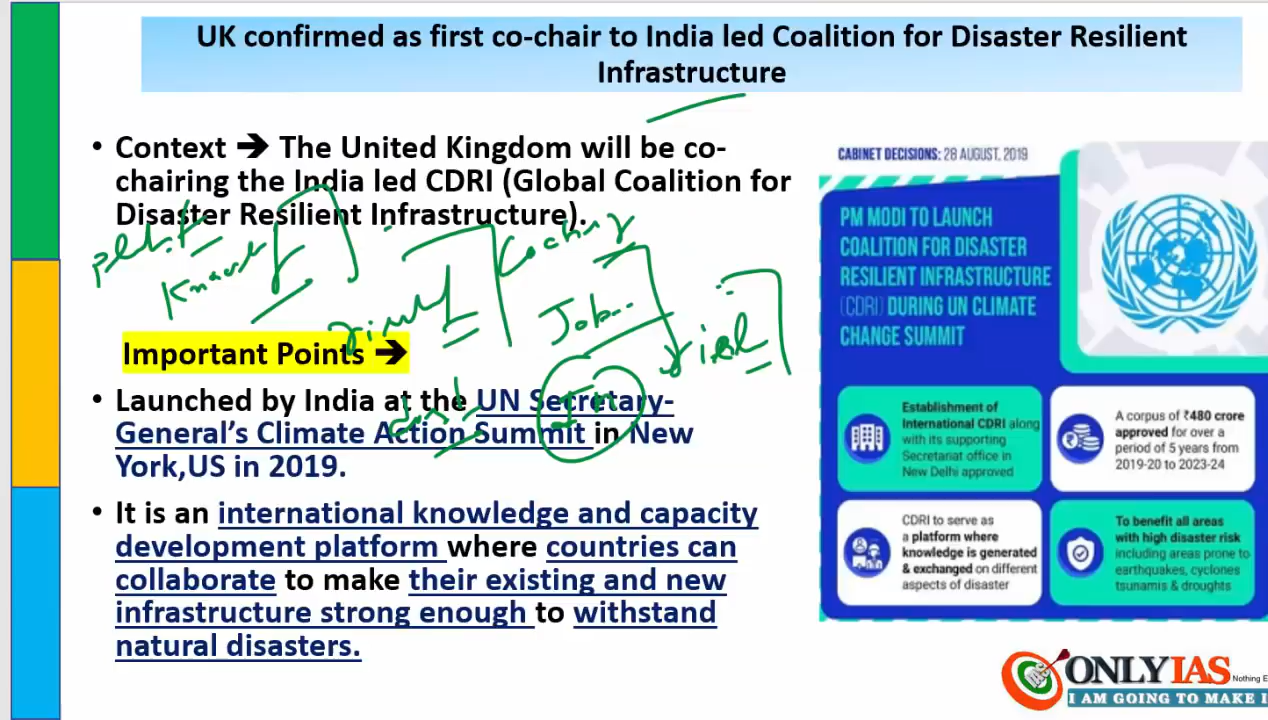 UK confirmed as first co-chair to India led Coalition for Disaster Resilient
Infrastructure
• Context ➔ The United Kingdom will be co-
chairing the India led CDRI (Global Coalition for
Disaster Resilient Infrastructure).
Important Points ➔
• Launched by India at the UN Secretary-
General's Climate Action Summit in New
York,US in 2019.
• It is an international knowledge and capacity
development platform where countries can
collaborate to make their existing and new
infrastructure strong enough to withstand
natural disasters.
CABINET DECISIONS: 28 AUGUST, 2019
PM MODI TO LAUNCH
COALITION FOR DISASTER
RESILIENT INFRASTRUCTURE
(CDRI) DURING UN CLIMATE
CHANGE SUMMIT
Establishment of
International CDRI along
with its supporting
Secretariat office in
New Delhi approved
A corpus of ₹480 crore
approved for over a
period of 5 years from
2019-20 to 2023-24
CDRI to serve as
a platform where
knowledge is generated
& exchanged on different
aspects of disaster
To benefit all areas
with high disaster risk
including areas prone to
earthquakes, cyclones
tsunamis & droughts
ONLYIAS
Nothing E
I AM GOING TO MAKE I